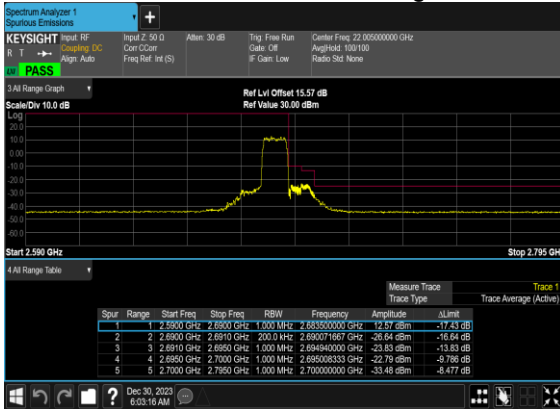 Spectrum Analyzer 1
Spurious Emissions
+
KEYSIGHT
R T
PASS
Input: RF
Coupling: DC
Align: Auto
Input Z: 50 Ω
Corr CCorr
Freq Ref: Int (S)
Atten: 30 dB
Trig: Free Run
Gate: Off
IF Gain: Low
Center Freq: 22.005000000 GHz
Avg|Hold: 100/100
Radio Std: None
3 All Range Graph
Scale/Div 10.0 dB
Ref Lvl Offset 15.57 dB
Ref Value 30.00 dBm
Log
20.0
10.0
0.00
-10.0
-20.0
-30.0
-40.0
-50.0
-60.0
Start 2.590 GHz
Stop 2.795 GH
4 All Range Table
Measure Trace Trace 1
Trace Type Trace Average (Active)
Spur Range Start Freq Stop Freq RBW Frequency Amplitude ΔLimit
1 1 2.5900 GHz 2.6900 GHz 1.000 MHz 2.683500000 GHz 12.57 dBm -17.43 dB
2 2 2.6900 GHz 2.6910 GHz 200.0 kHz 2.690071667 GHz -26.64 dBm -16.64 dB
3 3 2.6910 GHz 2.6950 GHz 1.000 MHz 2.694940000 GHz -23.83 dBm -13.83 dB
4 4 2.6950 GHz 2.7000 GHz 1.000 MHz 2.695008333 GHz -22.79 dBm -9.786 dB
5 5 2.7000 GHz 2.7950 GHz 1.000 MHz 2.700000000 GHz -33.48 dBm -8.477 dB
?
Dec 30, 2023
6:03:16 AM